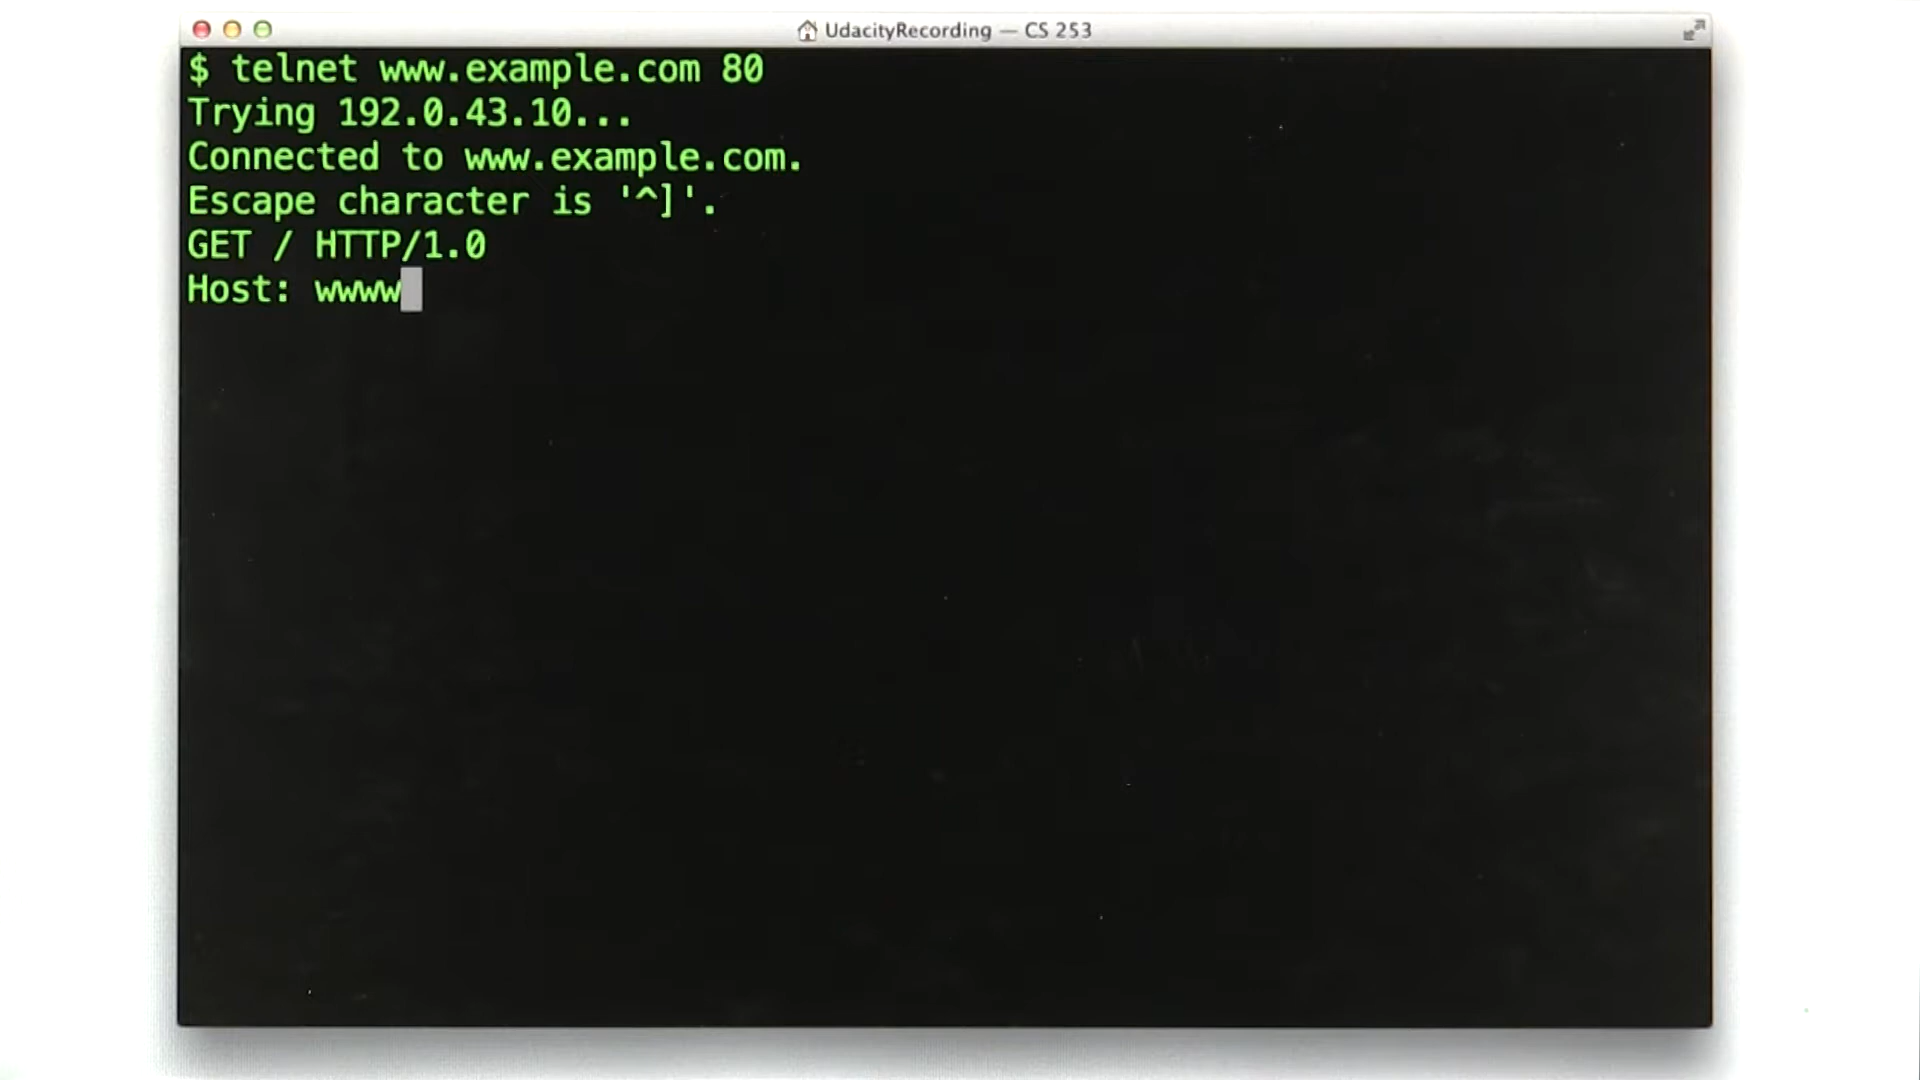 UdacityRecording — CS 253
$ telnet www.example.com 80
Trying 192.0.43.10...
Connected to www.example.com.
Escape character is '^]'.
GET / HTTP/1.0
Host: wwww